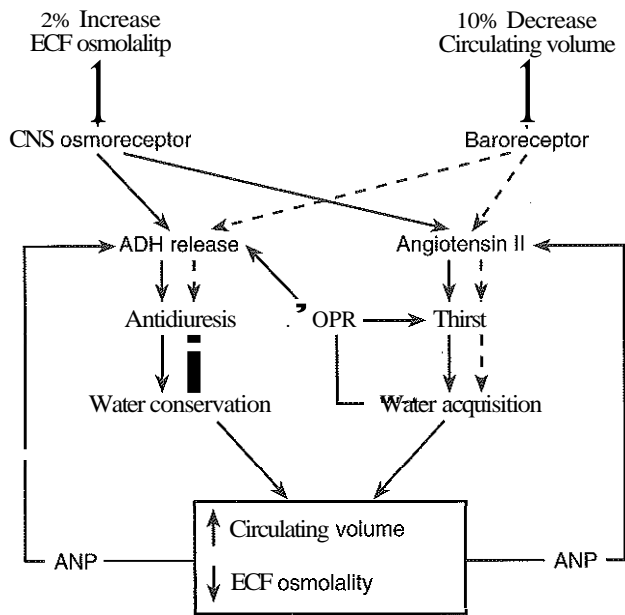 2% Increase
ECF osmolalitp
10% Decrease
Circulating volume
CNS osmoreceptor
Baroreceptor
ADH release
Angiotensin II
Antidiuresis
OPR
Thirst
Water conservation
Water acquisition
Circulating volume
ECF osmolality
ANP
ANP